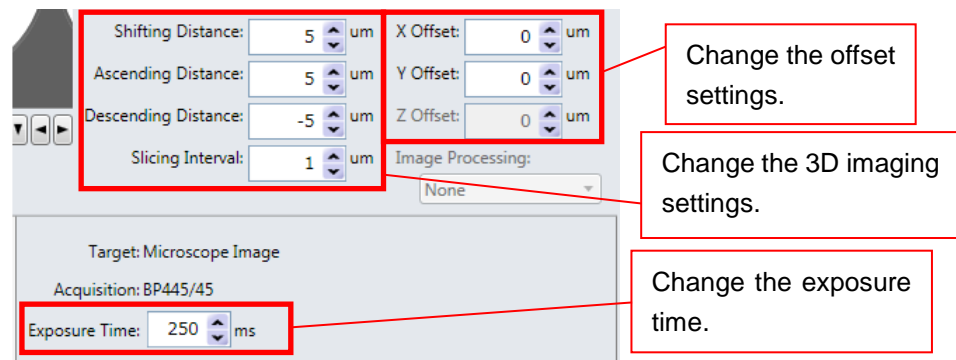 Shifting Distance: 5 um X Offset: 0 um
Ascending Distance: 5 um Y Offset: 0 um
Descending Distance: -5 um Z Offset: 0 um
Slicing Interval: 1 um Image Processing:
None
Target: Microscope Image
Acquisition: BP445/45
Exposure Time: 250 ms
Change the offset
settings.
Change the 3D imaging
settings.
Change the exposure
time.